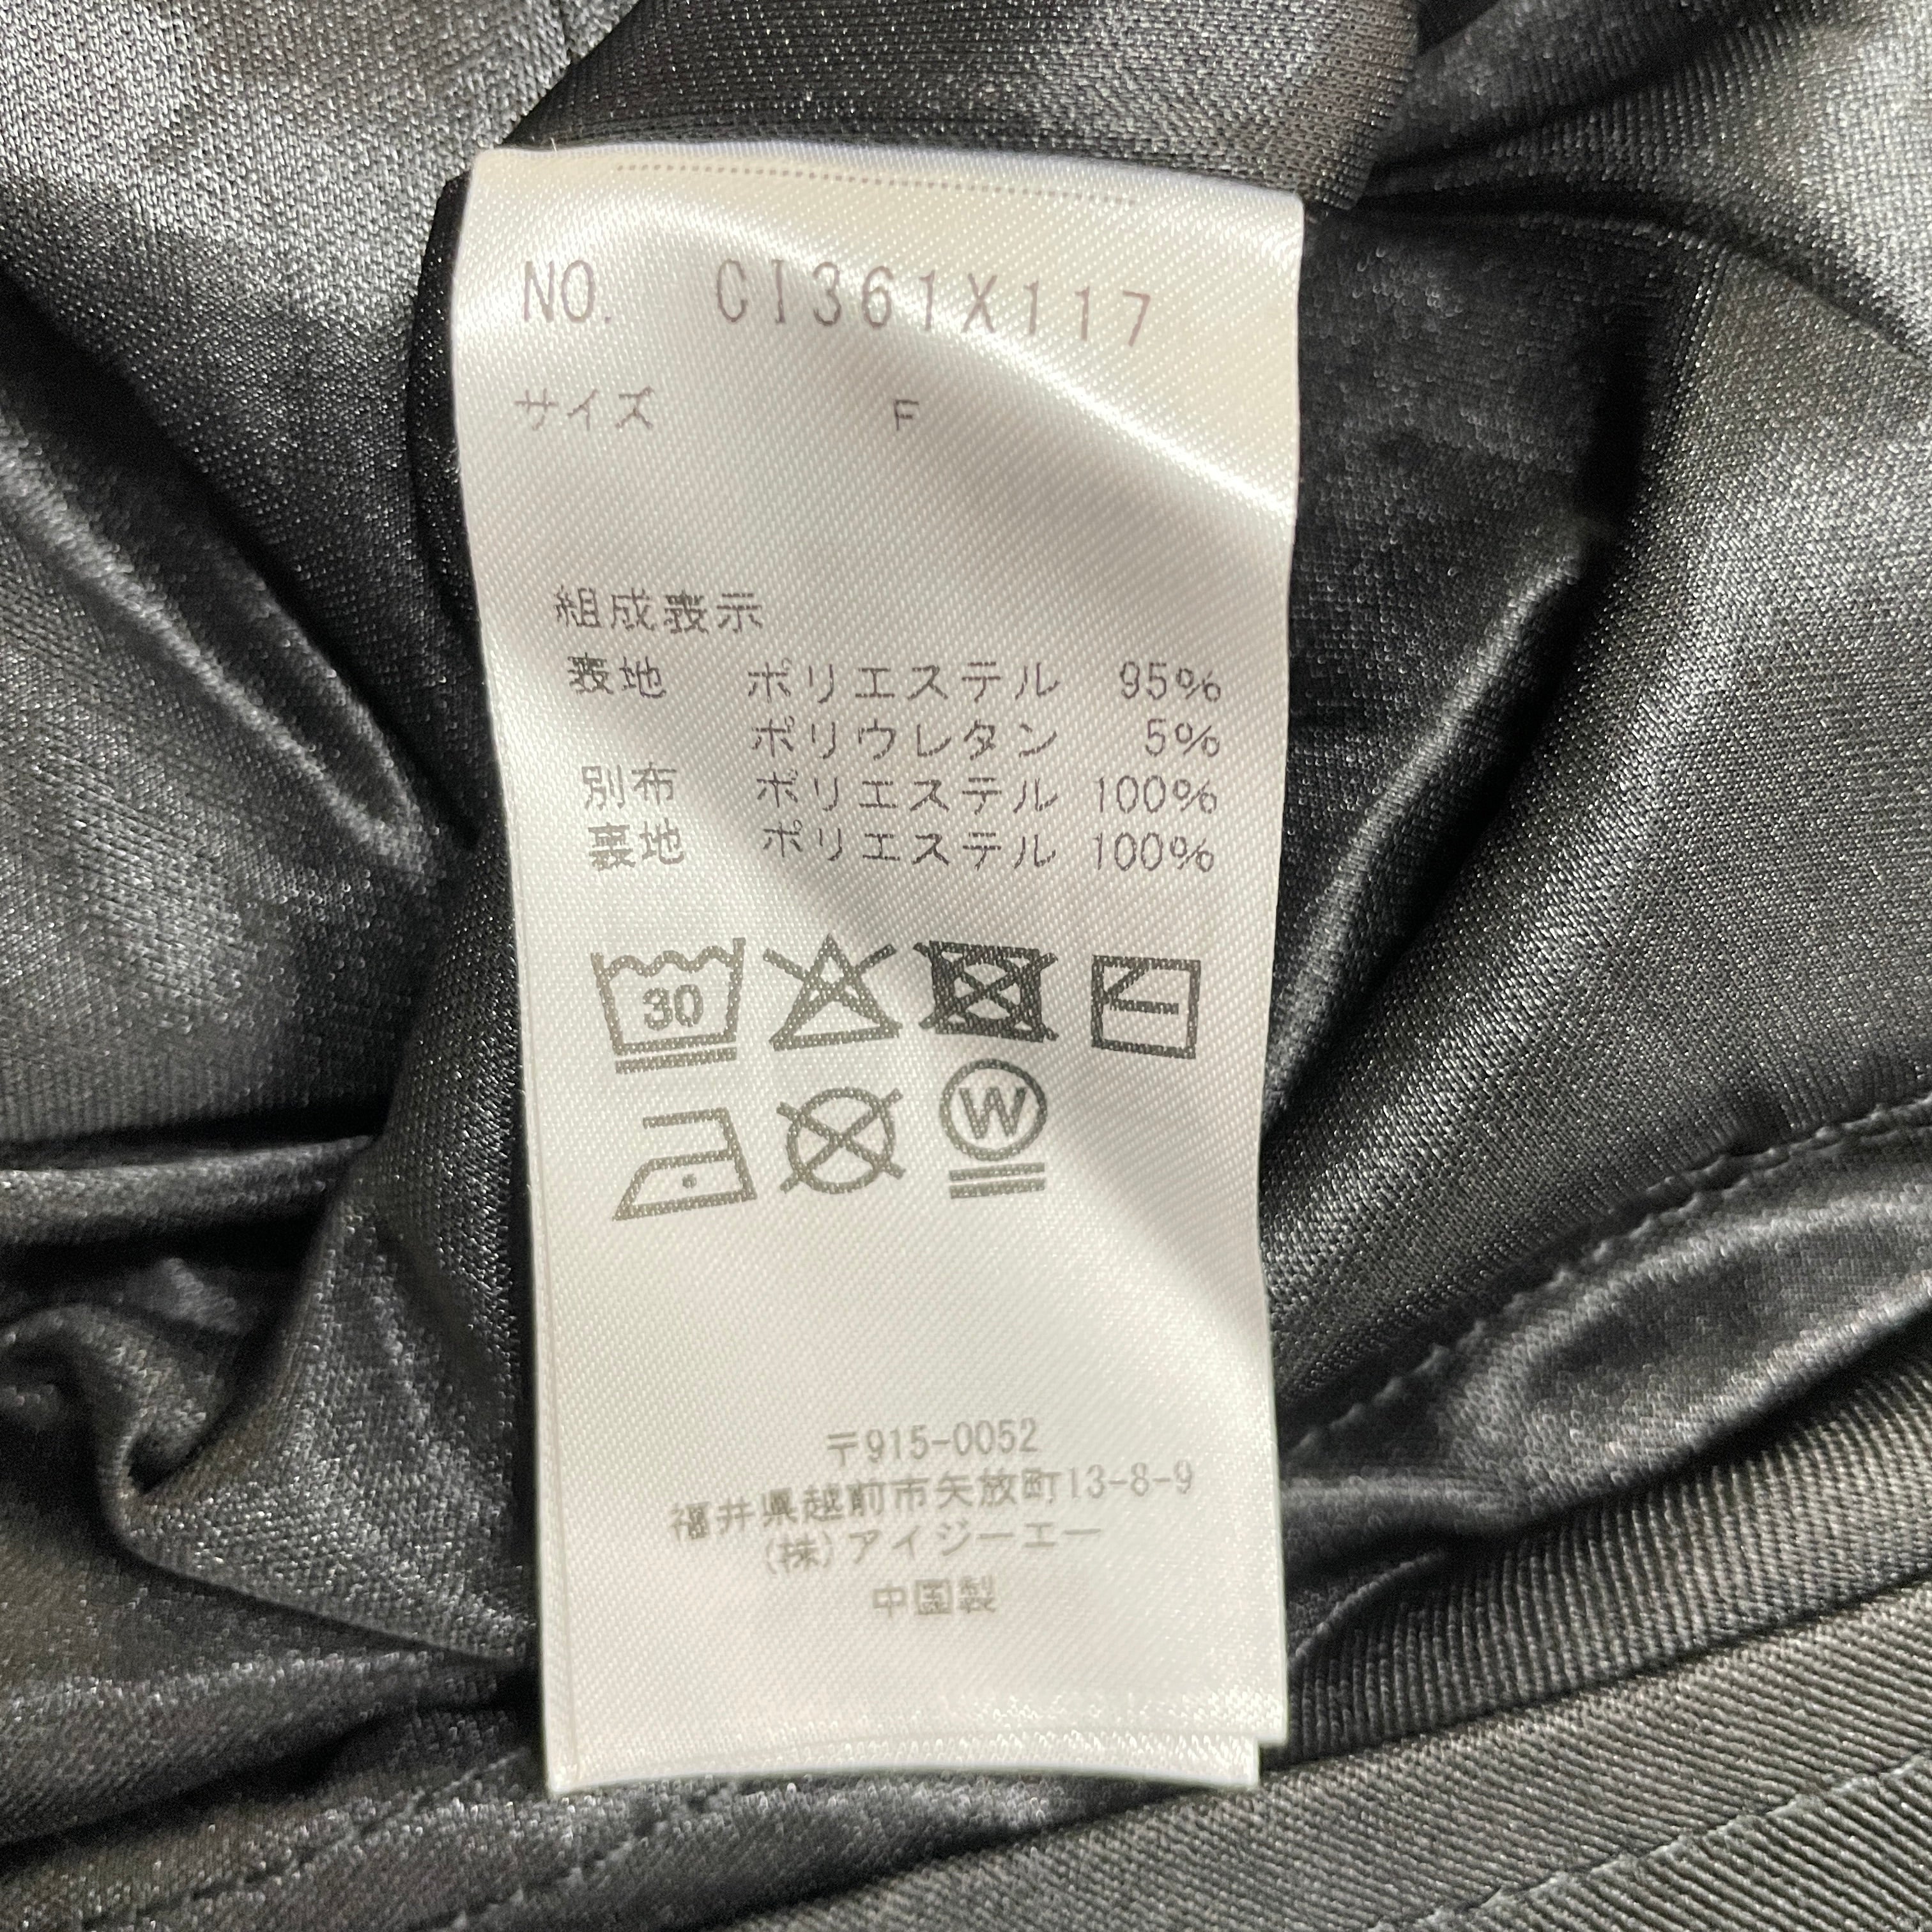 NO. CI361X117
サイズ F
組成表示
表地 ポリエステル 95%
ポリウレタン 5%
別布 ポリエステル 100%
裏地 ポリエステル 100%
30
W
〒915-0052
福井県越前市矢放町13-8-9
(株)アイジーエー
中国製